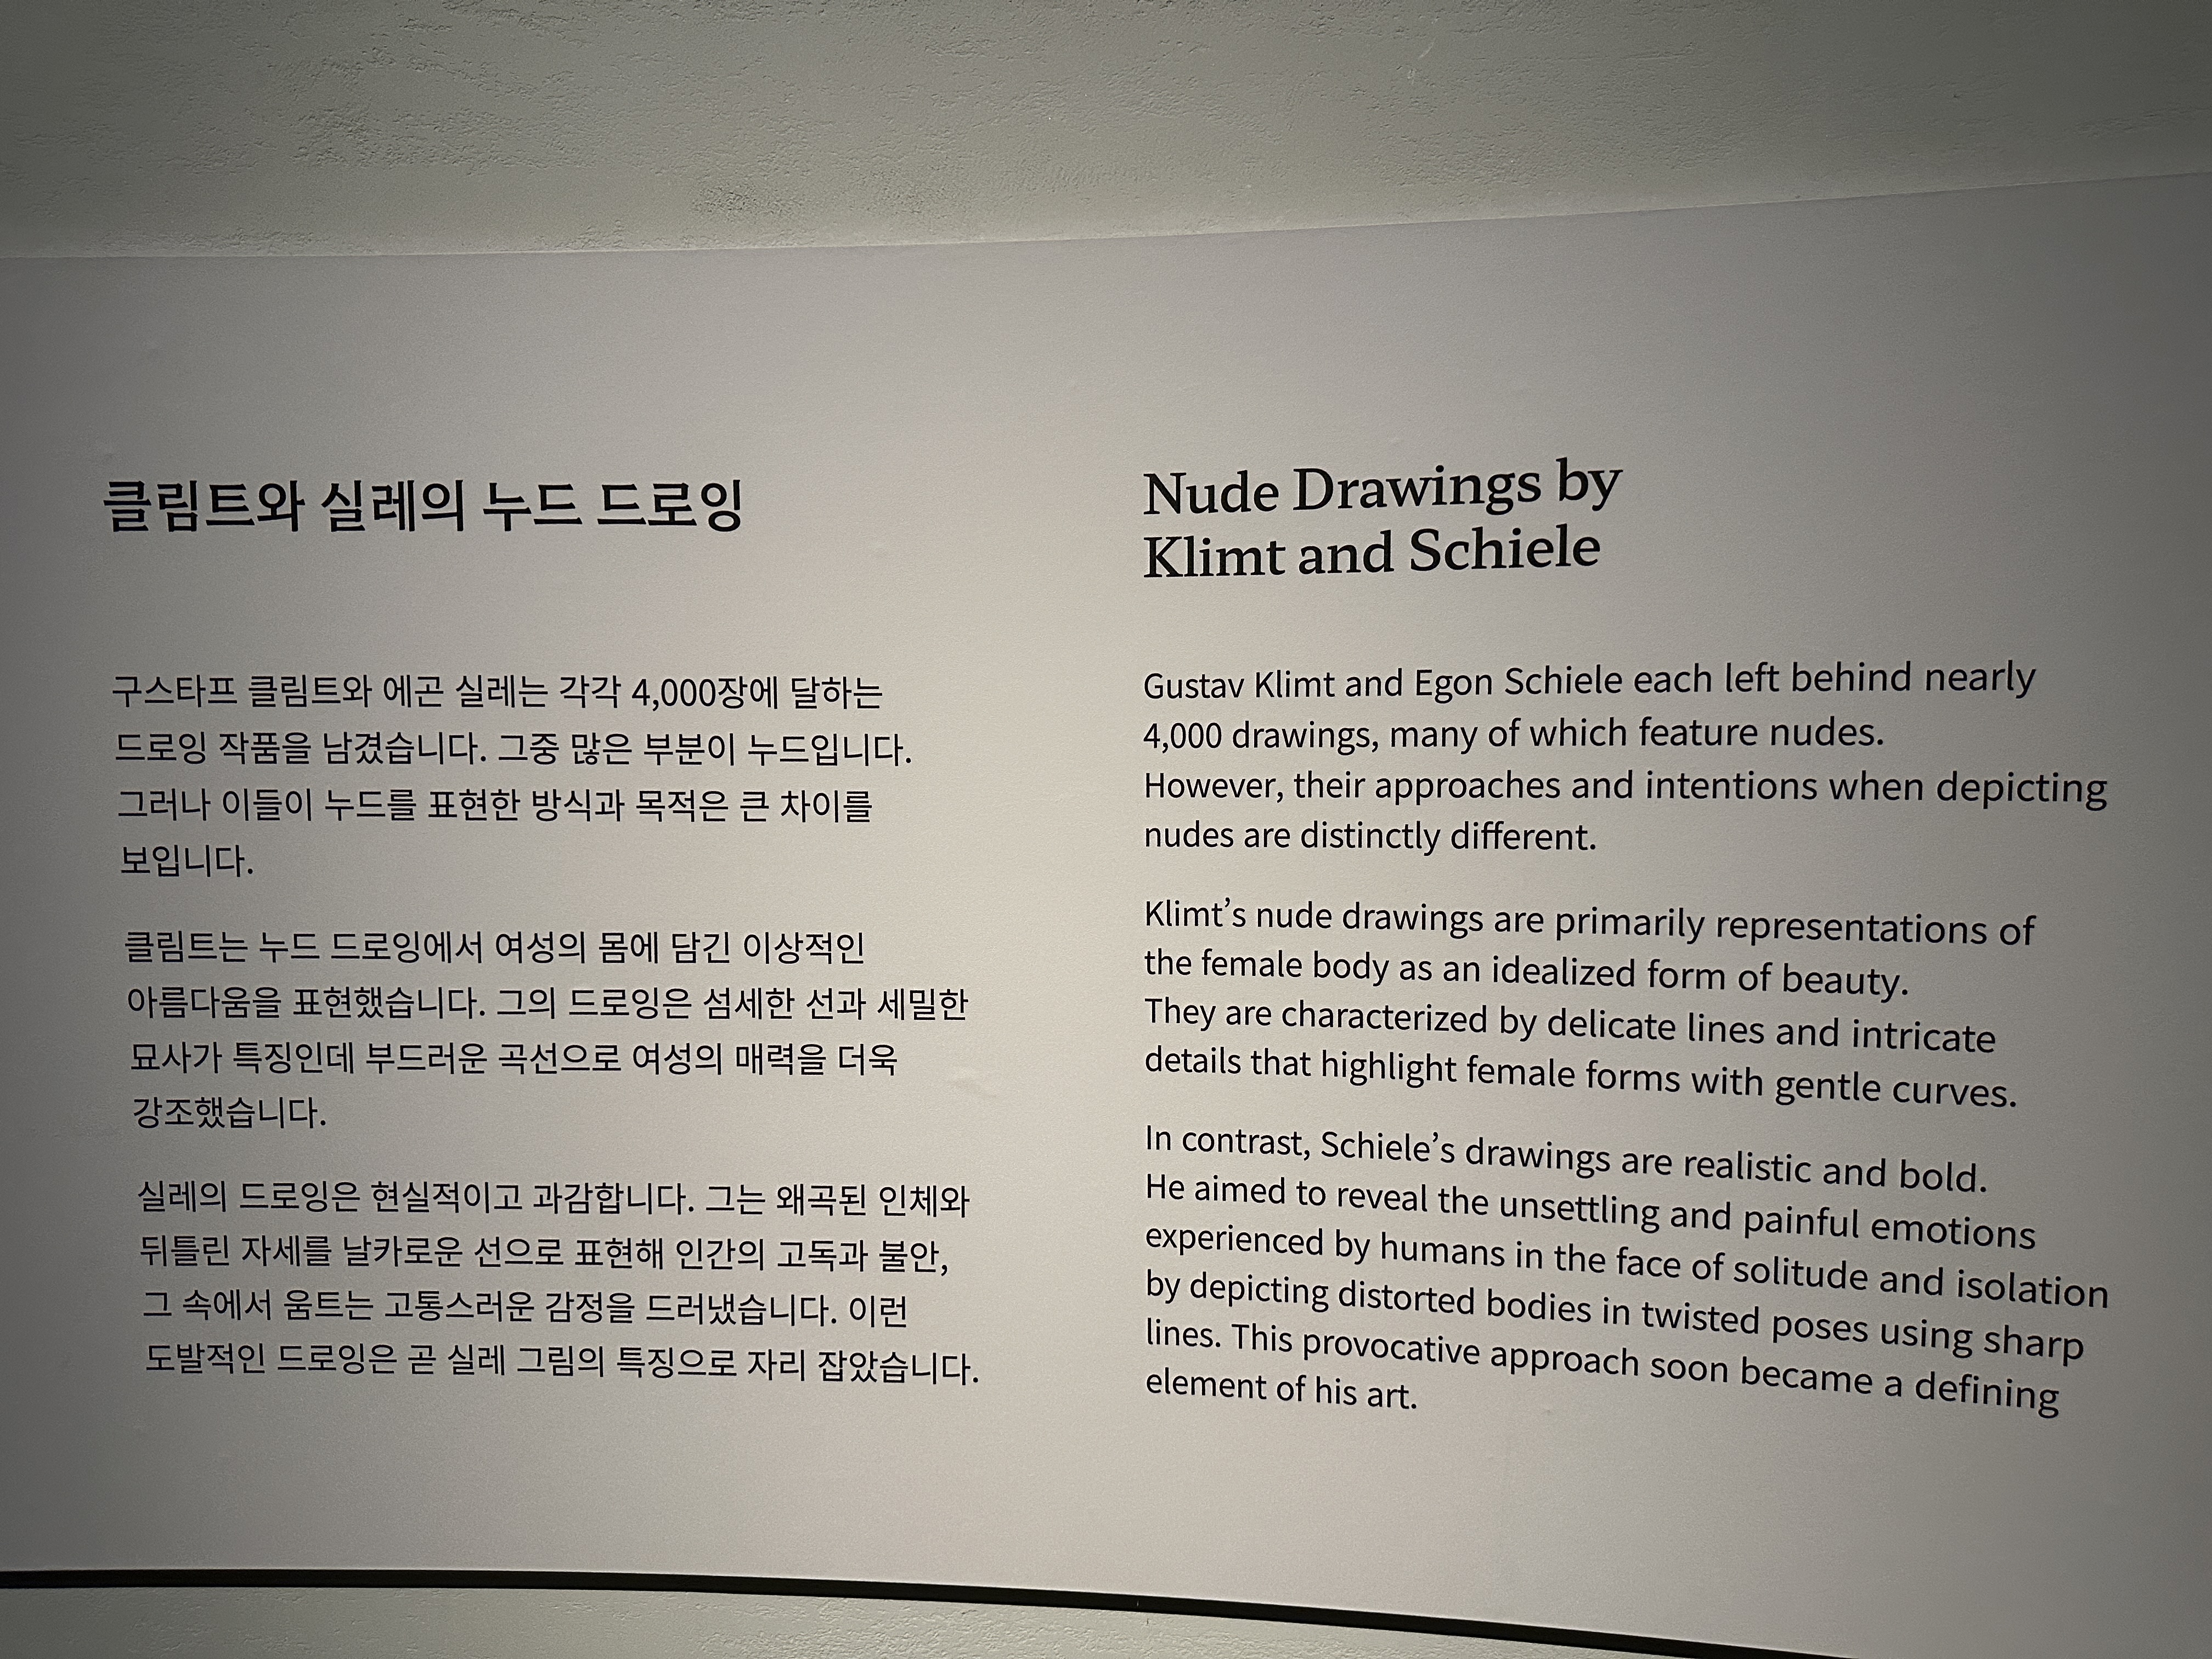 클림트와 실레의 누드 드로잉
구스타프 클림트와 에곤 실레는 각각 4,000장에 달하는
드로잉 작품을 남겼습니다. 그중 많은 부분이 누드입니다.
그러나 이들이 누드를 표현한 방식과 목적은 큰 차이를
보입니다.
클림트는 누드 드로잉에서 여성의 몸에 담긴 이상적인
아름다움을 표현했습니다. 그의 드로잉은 섬세한 선과 세밀한
묘사가 특징인데 부드러운 곡선으로 여성의 매력을 더욱
강조했습니다.
실레의 드로잉은 현실적이고 과감합니다. 그는 왜곡된 인체와
뒤틀린 자세를 날카로운 선으로 표현해 인간의 고독과 불안,
그 속에서 움트는 고통스러운 감정을 드러냈습니다. 이런
도발적인 드로잉은 곧 실레 그림의 특징으로 자리 잡았습니다.
Nude Drawings by
Klimt and Schiele
Gustav Klimt and Egon Schiele each left behind nearly
4,000 drawings, many of which feature nudes.
However, their approaches and intentions when depicting
nudes are distinctly different.
Klimt’s nude drawings are primarily representations of
the female body as an idealized form of beauty.
They are characterized by delicate lines and intricate
details that highlight female forms with gentle curves.
In contrast, Schiele’s drawings are realistic and bold.
He aimed to reveal the unsettling and painful emotions
experienced by humans in the face of solitude and isolation
by depicting distorted bodies in twisted poses using sharp
lines. This provocative approach soon became a defining
element of his art.